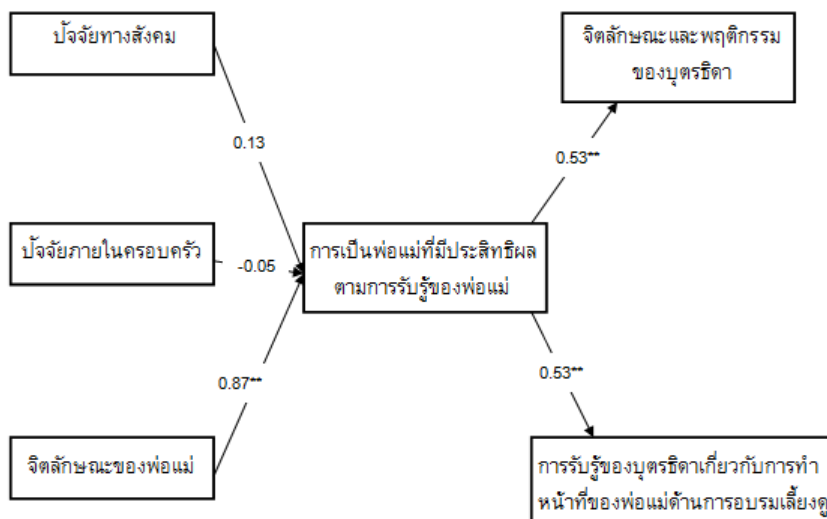 ปัจจัยทางสังคม
จิตลักษณะและพฤติกรรม
ของบุตรธิดา
0.13
0.53**
ปัจจัยภายในครอบครัว
-0.05
การเป็นพ่อแม่ที่มีประสิทธิผล
ตามการรับรู้ของพ่อแม่
0.87**
0.53**
จิตลักษณะของพ่อแม่
การรับรู้ของบุตรธิดาเกี่ยวกับการทำ
หน้าที่ของพ่อแม่ด้านการอบรมเลี้ยงดู